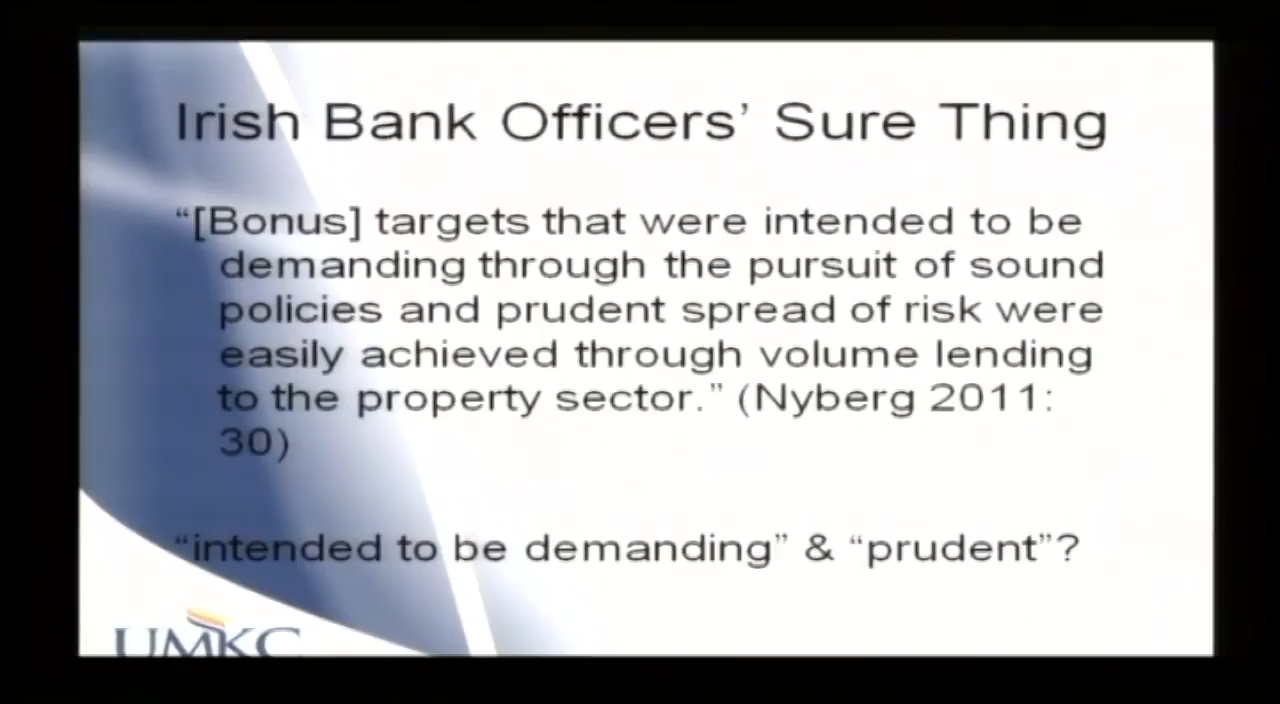 Irish Bank Officers’ Sure Thing
“[Bonus] targets that were intended to be
demanding through the pursuit of sound
policies and prudent spread of risk were
easily achieved through volume lending
to the property sector.” (Nyberg 2011:
30)
“intended to be demanding” & “prudent”?
UMKC